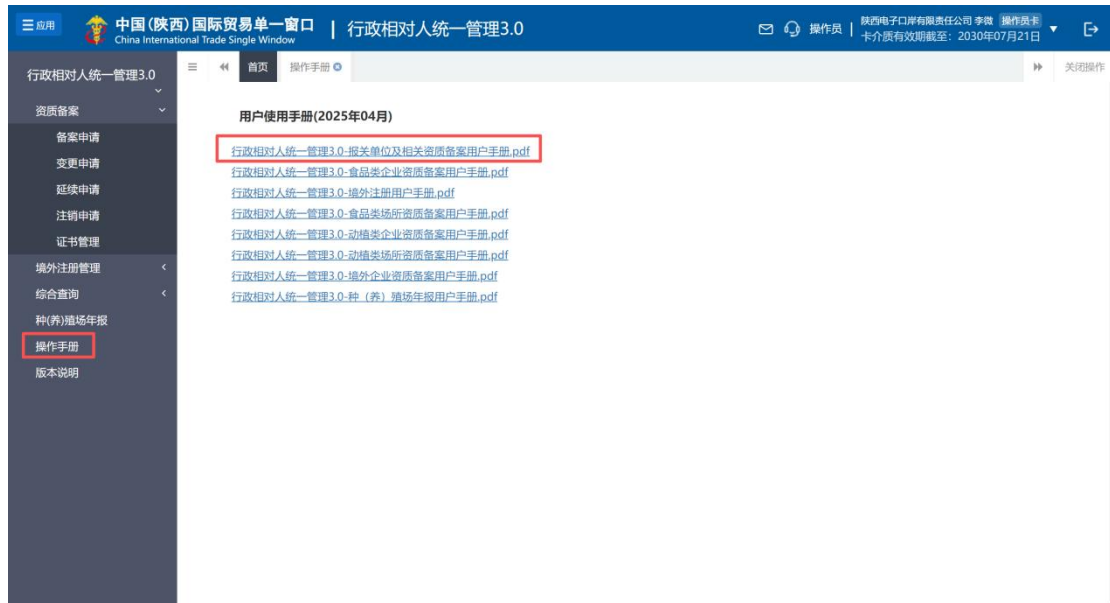 应用
中国(陕西)国际贸易单一窗口 | 行政相对人统一管理3.0
China International Trade Single Window
操作员 | 陕西电子口岸有限责任公司 李微 操作员卡
卡介质有效期截至：2030年07月21日
行政相对人统一管理3.0
首页 操作手册 关闭操作
资质备案
备案申请
变更申请
延续申请
注销申请
证书管理
境外注册管理
综合查询
种(养)殖场年报
操作手册
版本说明
用户使用手册(2025年04月)
行政相对人统一管理3.0-报关单位及相关资质备案用户手册.pdf
行政相对人统一管理3.0-食品类企业资质备案用户手册.pdf
行政相对人统一管理3.0-境外注册用户手册.pdf
行政相对人统一管理3.0-食品类场所资质备案用户手册.pdf
行政相对人统一管理3.0-动植类企业资质备案用户手册.pdf
行政相对人统一管理3.0-动植类场所资质备案用户手册.pdf
行政相对人统一管理3.0-境外企业资质备案用户手册.pdf
行政相对人统一管理3.0-种（养）殖场年报用户手册.pdf